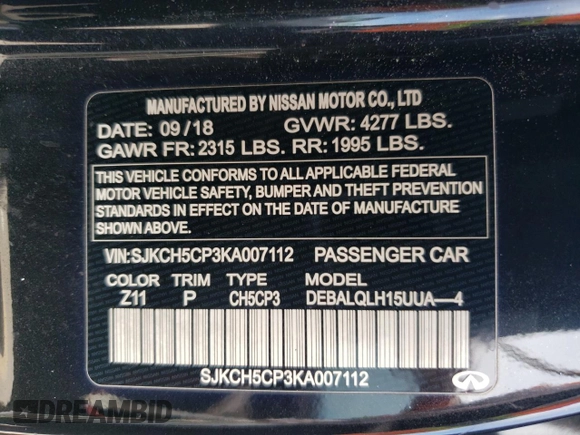 MANUFACTURED BY NISSAN MOTOR CO., LTD
DATE: 09/18 GVWR: 4277 LBS.
GAWR FR: 2315 LBS. RR: 1995 LBS.
THIS VEHICLE CONFORMS TO ALL APPLICABLE FEDERAL
MOTOR VEHICLE SAFETY, BUMPER AND THEFT PREVENTION
STANDARDS IN EFFECT ON THE DATE OF MANUFACTURE
SHOWN ABOVE.
VIN:SJKCH5CP3KA007112 PASSENGER CAR
COLOR TRIM TYPE MODEL
Z11 P CH5CP3 DEBALQLH15UUA—4
SJKCH5CP3KA007112
DREAMBID